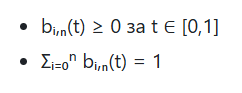 • bᵢ,ₙ(t) ≥ 0 за t ∈ [0,1]
• Σᵢ₌₀ⁿ bᵢ,ₙ(t) = 1